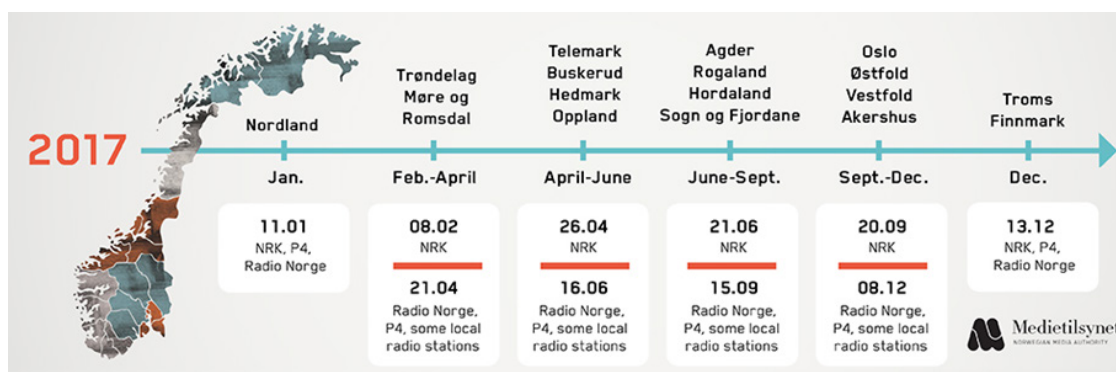 2017
Nordland
Jan.
11.01
NRK, P4,
Radio Norge
Trøndelag
Møre og
Romsdal
Feb.-April
08.02
NRK
21.04
Radio Norge,
P4, some local
radio stations
Telemark
Buskerud
Hedmark
Oppland
April-June
26.04
NRK
16.06
Radio Norge,
P4, some local
radio stations
Agder
Rogaland
Hordaland
Sogn og Fjordane
June-Sept.
21.06
NRK
15.09
Radio Norge,
P4, some local
radio stations
Oslo
Østfold
Vestfold
Akershus
Sept.-Dec.
20.09
NRK
08.12
Radio Norge,
P4, some local
radio stations
Troms
Finnmark
Dec.
13.12
NRK, P4,
Radio Norge
Medietilsynet
NORWEGIAN MEDIA AUTHORITY